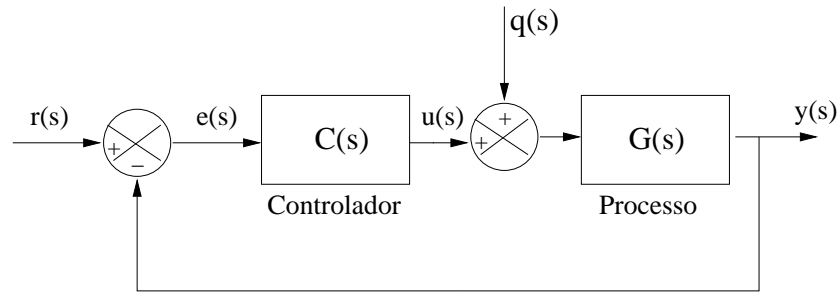 q(s)
r(s)
e(s)
u(s)
y(s)
+
+
+
−
C(s)
G(s)
Controlador
Processo